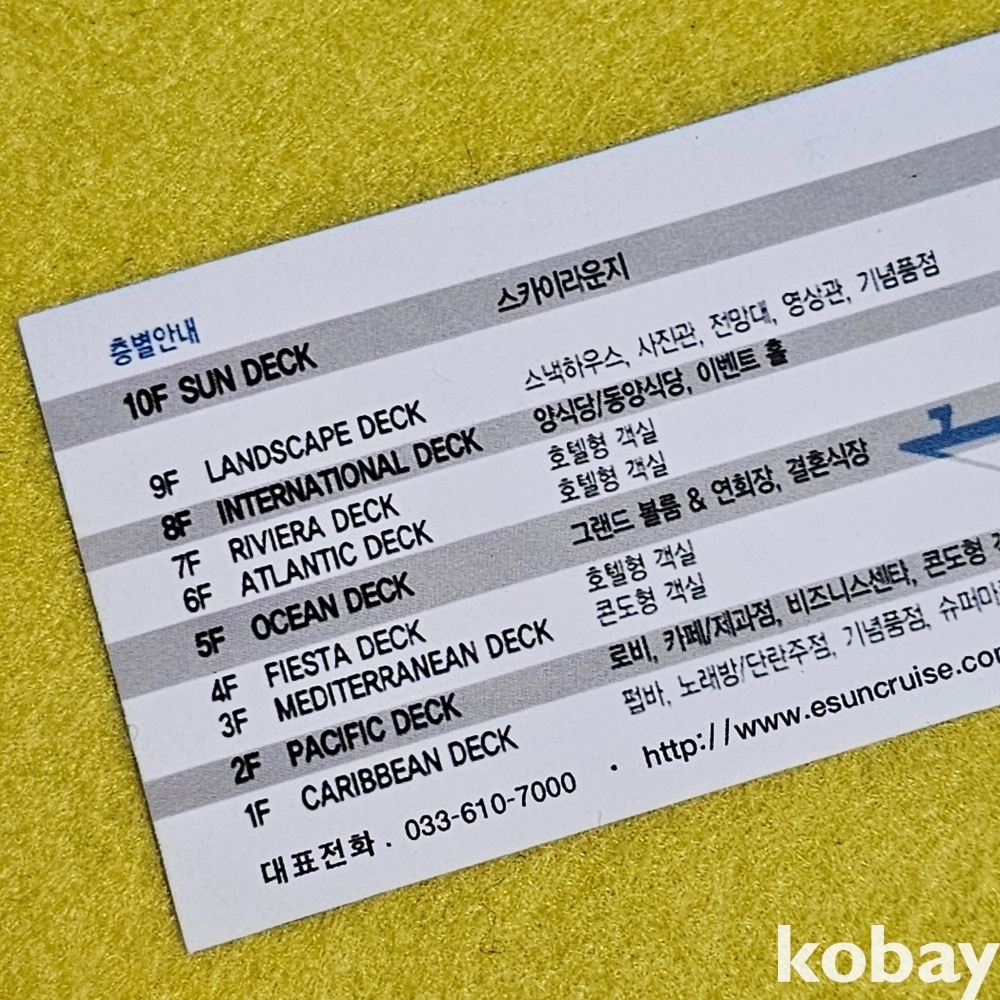 층별안내
10F SUN DECK 스카이라운지
9F LANDSCAPE DECK 스낵하우스, 사진관, 전망대, 영상관, 기념품점
8F INTERNATIONAL DECK 양식당/동양식당, 이벤트 홀
7F RIVIERA DECK 호텔형 객실
6F ATLANTIC DECK 호텔형 객실
5F OCEAN DECK 그랜드 볼룸 & 연회장, 결혼식장
4F FIESTA DECK 호텔형 객실
3F MEDITERRANEAN DECK 콘도형 객실
2F PACIFIC DECK 로비, 카페/제과점, 비즈니스센타, 콘도형
1F CARIBBEAN DECK 펍바, 노래방/단란주점, 기념품점, 슈퍼마
대표전화 . 033-610-7000 · http://www.esuncruise.com
kobay